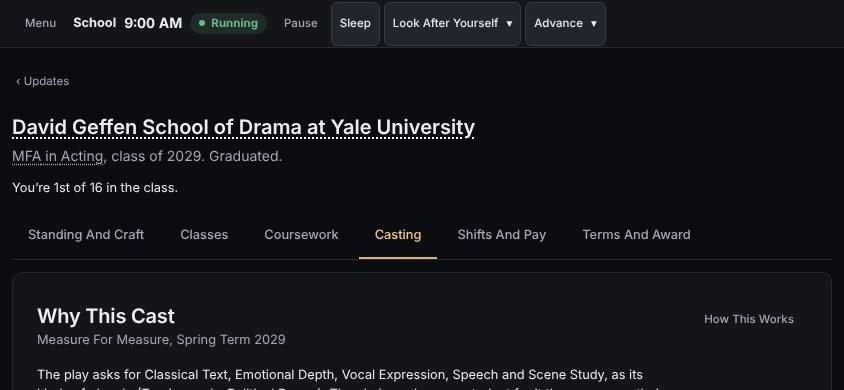 Menu School 9:00 AM Running Pause Sleep Look After Yourself ▾ Advance ▾
‹ Updates
David Geffen School of Drama at Yale University
MFA in Acting, class of 2029. Graduated.
You're 1st of 16 in the class.
Standing And Craft Classes Coursework Casting Shifts And Pay Terms And Award
Why This Cast
How This Works
Measure For Measure, Spring Term 2029
The play asks for Classical Text, Emotional Depth, Vocal Expression, Speech and Scene Study, as its